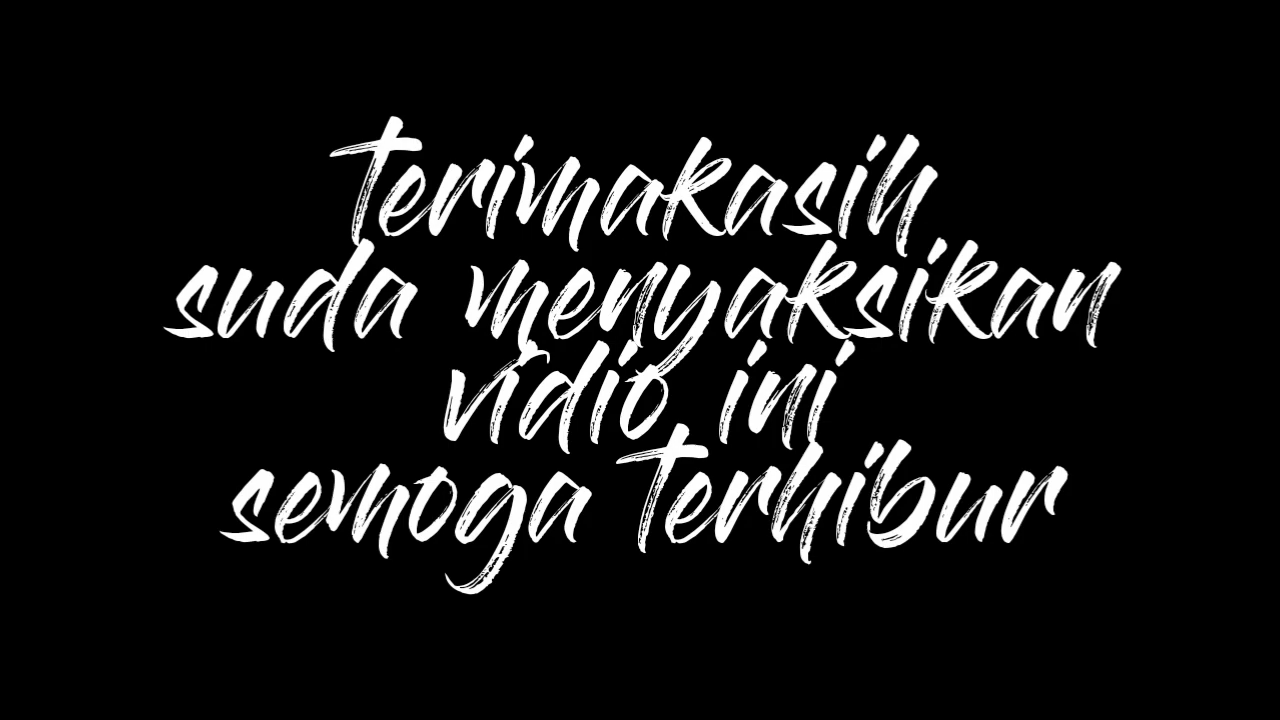 terimakasih
suda menyaksikan
vidio ini
semoga terhibur